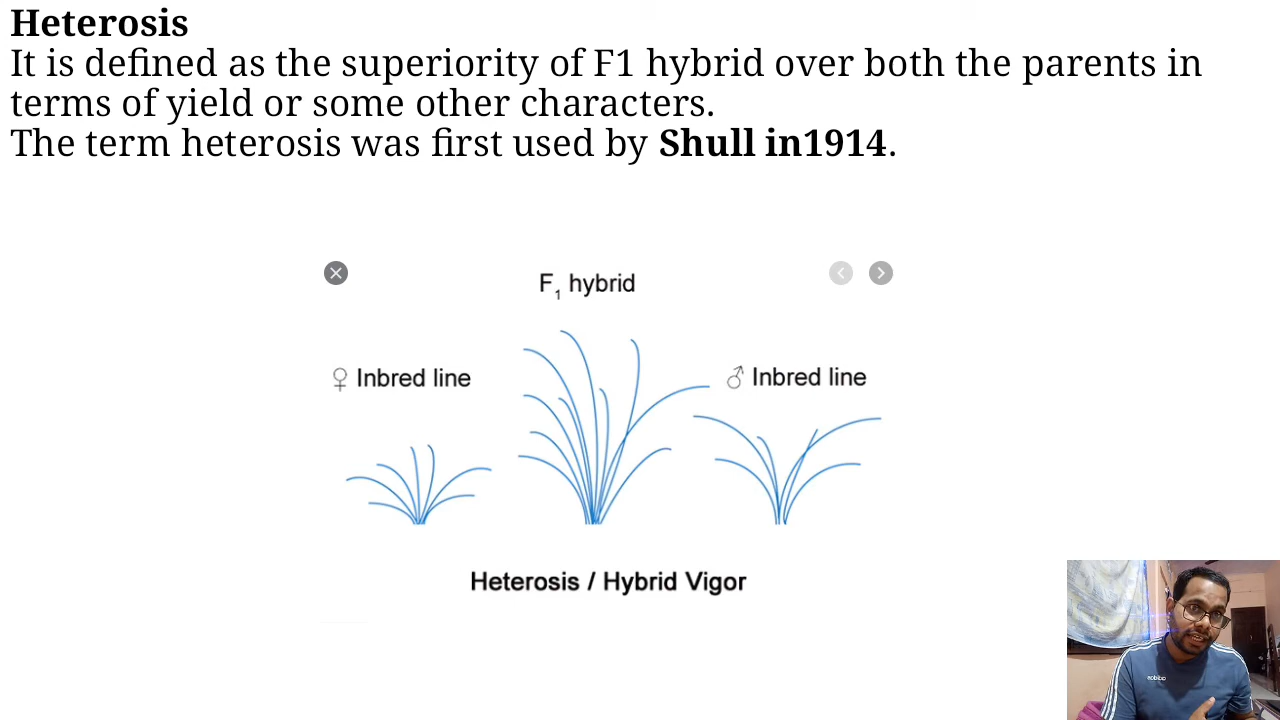 Heterosis
It is defined as the superiority of F1 hybrid over both the parents in
terms of yield or some other characters.
The term heterosis was first used by Shull in1914.
F1 hybrid
♀ Inbred line
♂ Inbred line
Heterosis / Hybrid Vigor